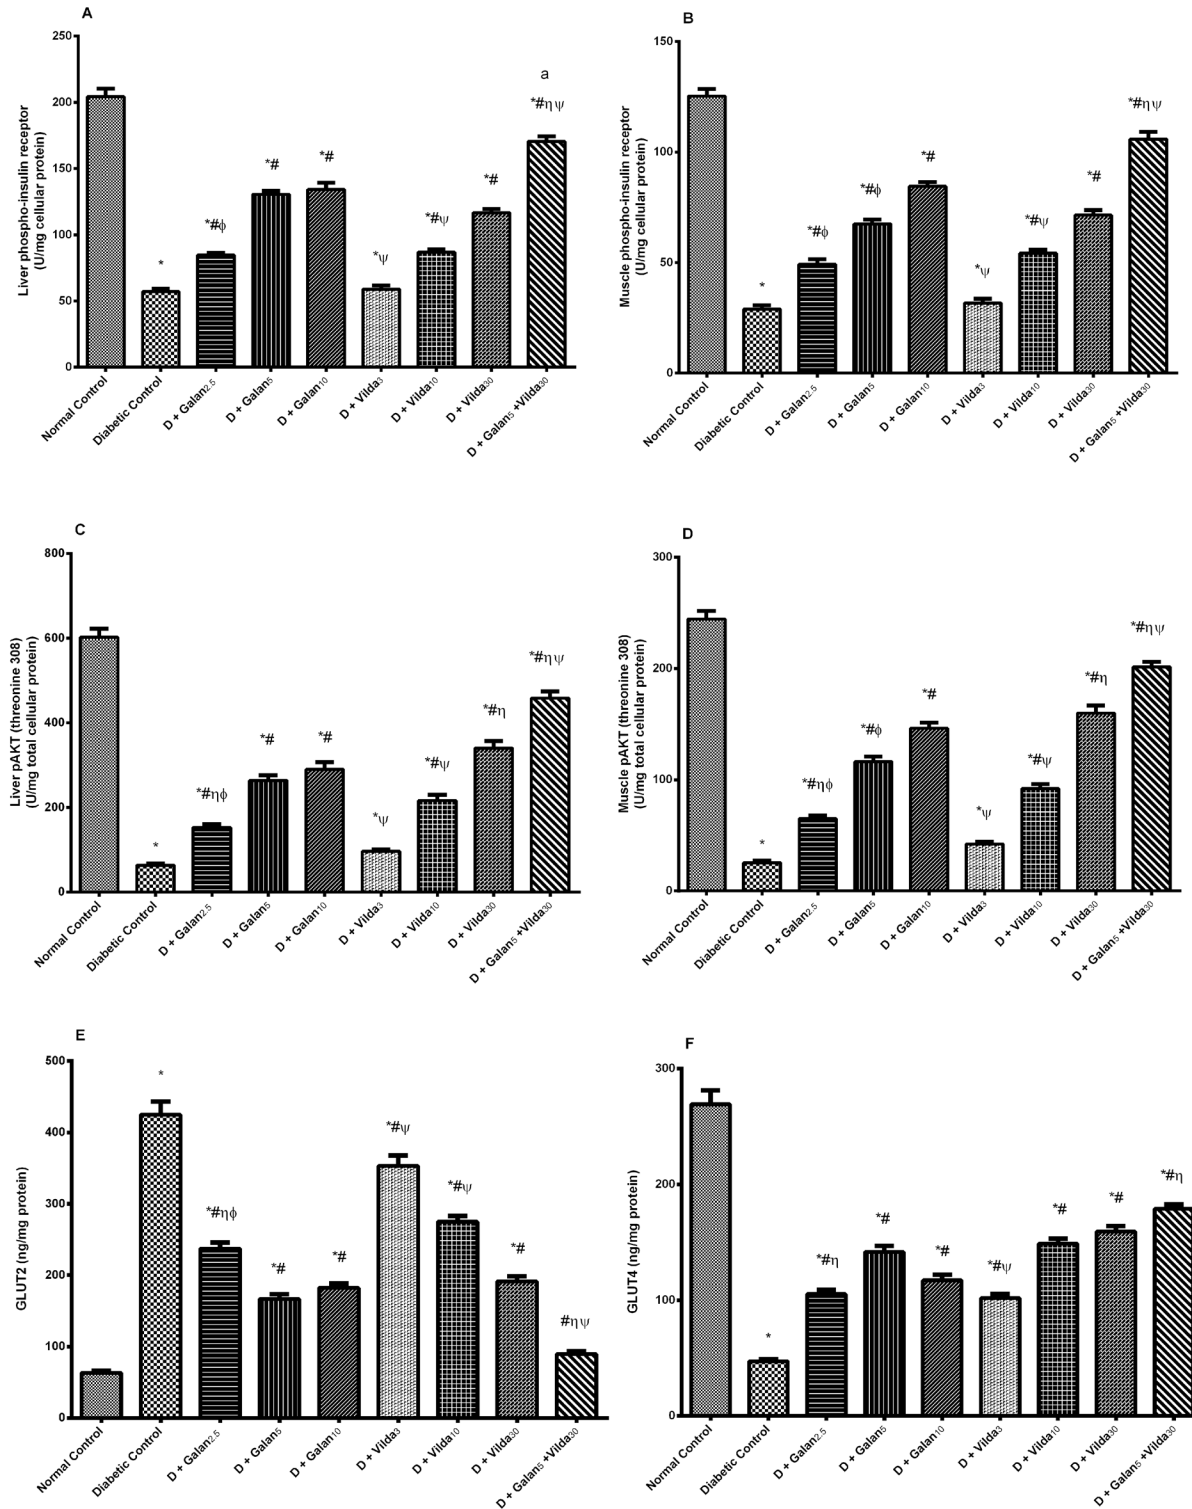 A
Liver phospho-insulin receptor
(U/mg cellular protein)
250
200
150
100
50
0
*
*#ϕ
*#
*#
*ψ
*#ψ
*#
a
*#ηψ
Normal Control
Diabetic Control
D + Galan2.5
D + Galan5
D + Galan10
D + Vilda3
D + Vilda10
D + Vilda30
D + Galan5 +Vilda30
B
Muscle phospho-insulin receptor
(U/mg cellular protein)
150
100
50
0
*
*#ϕ
*#ϕ
*#
*ψ
*#ψ
*#
*#ηψ
Normal Control
Diabetic Control
D + Galan2.5
D + Galan5
D + Galan10
D + Vilda3
D + Vilda10
D + Vilda30
D + Galan5 +Vilda30
C
Liver pAKT (threonine 308)
(U/mg total cellular protein)
800
600
400
200
0
*
*#ηϕ
*#
*#
*ψ
*#ψ
*#η
*#ηψ
Normal Control
Diabetic Control
D + Galan2.5
D + Galan5
D + Galan10
D + Vilda3
D + Vilda10
D + Vilda30
D + Galan5 +Vilda30
D
Muscle pAKT (threonine 308)
(U/mg total cellular protein)
300
200
100
0
*
*#ηϕ
*#ϕ
*#
*ψ
*#ψ
*#η
*#ηψ
Normal Control
Diabetic Control
D + Galan2.5
D + Galan5
D + Galan10
D + Vilda3
D + Vilda10
D + Vilda30
D + Galan5 +Vilda30
E
GLUT2 (ng/mg protein)
500
400
300
200
100
0
*
*#ηϕ
*#
*#
*#ψ
*#ψ
*#
#ηψ
Normal Control
Diabetic Control
D + Galan2.5
D + Galan5
D + Galan10
D + Vilda3
D + Vilda10
D + Vilda30
D + Galan5 +Vilda30
F
GLUT4 (ng/mg protein)
300
200
100
0
*
*#η
*#
*#
*#ψ
*#
*#
*#η
Normal Control
Diabetic Control
D + Galan2.5
D + Galan5
D + Galan10
D + Vilda3
D + Vilda10
D + Vilda30
D + Galan5 +Vilda30